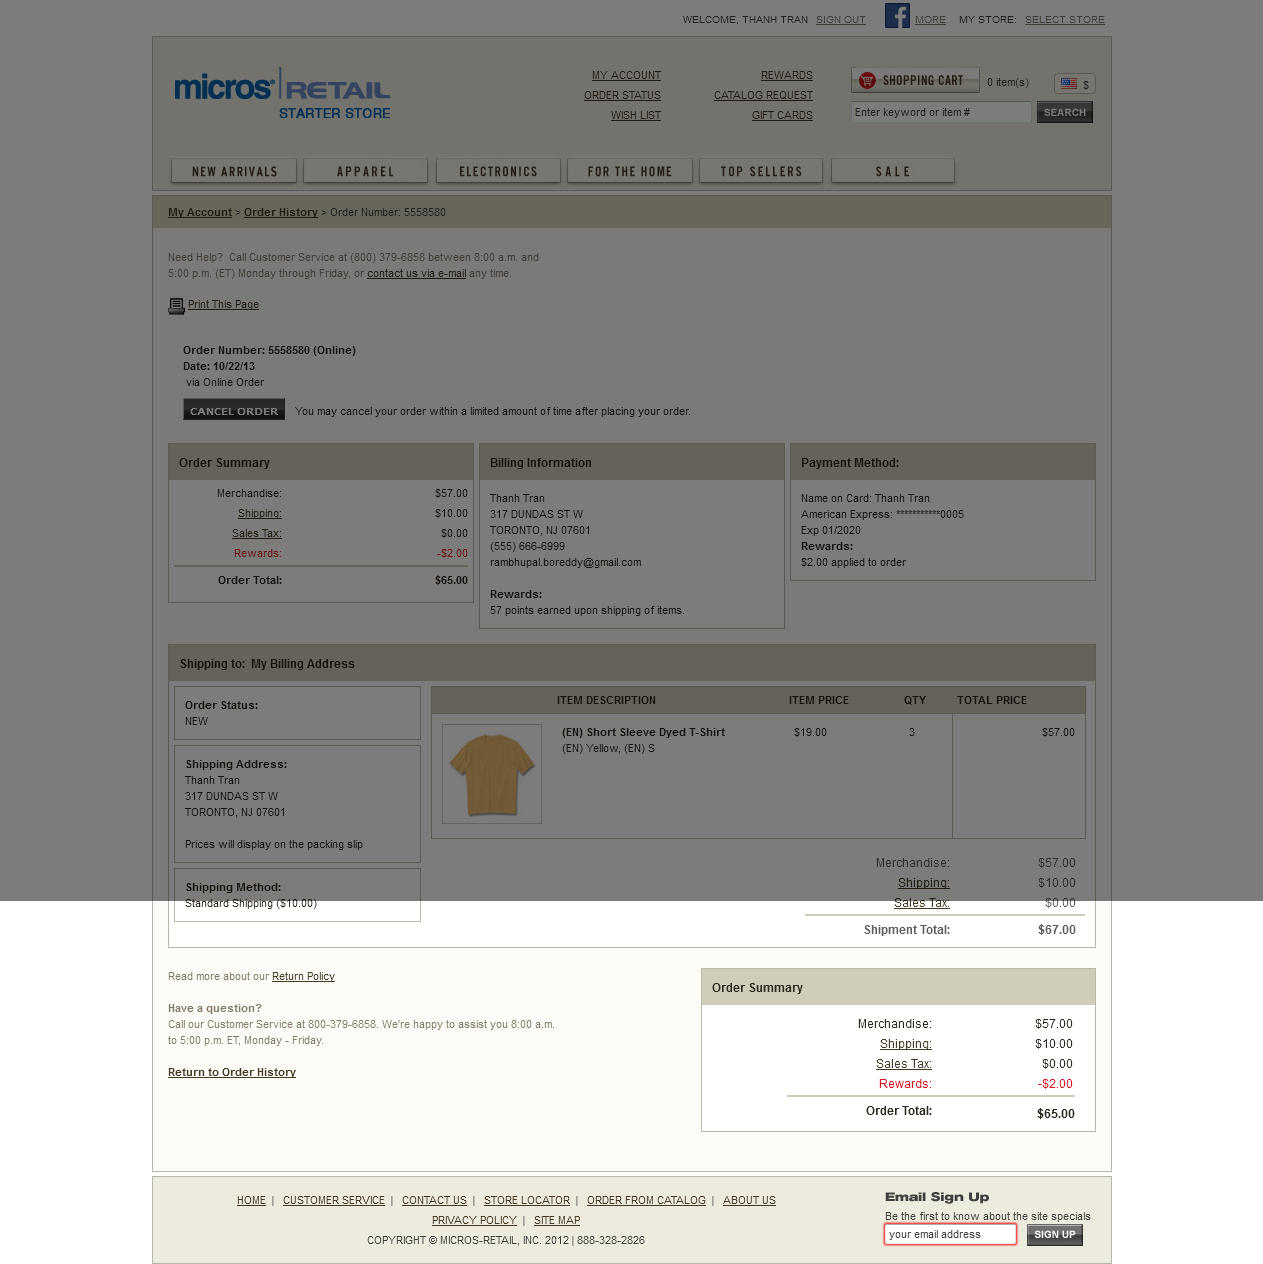 WELCOME, THANH TRAN SIGN OUT MORE MY STORE: SELECT STORE
micros RETAIL
STARTER STORE
MY ACCOUNT REWARDS
ORDER STATUS CATALOG REQUEST
WISH LIST GIFT CARDS
SHOPPING CART 0 item(s) $
Enter keyword or item # SEARCH
NEW ARRIVALS APPAREL ELECTRONICS FOR THE HOME TOP SELLERS SALE
My Account > Order History > Order Number: 5558580
Need Help? Call Customer Service at (800) 379-6858 between 8:00 a.m. and
5:00 p.m. (ET) Monday through Friday, or contact us via e-mail any time.
Print This Page
Order Number: 5558580 (Online)
Date: 10/22/13
via Online Order
CANCEL ORDER You may cancel your order within a limited amount of time after placing your order.
Order Summary
Merchandise: $57.00
Shipping: $10.00
Sales Tax: $0.00
Rewards: -$2.00
Order Total: $65.00
Billing Information
Thanh Tran
317 DUNDAS ST W
TORONTO, NJ 07601
(555) 666-6999
rambhupal.boreddy@gmail.com
Rewards:
57 points earned upon shipping of items.
Payment Method:
Name on Card: Thanh Tran
American Express: ***********0005
Exp 01/2020
Rewards:
$2.00 applied to order
Shipping to: My Billing Address
Order Status:
NEW
Shipping Address:
Thanh Tran
317 DUNDAS ST W
TORONTO, NJ 07601
Prices will display on the packing slip
Shipping Method:
Standard Shipping ($10.00)
ITEM DESCRIPTION ITEM PRICE QTY TOTAL PRICE
(EN) Short Sleeve Dyed T-Shirt $19.00 3 $57.00
(EN) Yellow, (EN) S
Merchandise: $57.00
Shipping: $10.00
Sales Tax: $0.00
Shipment Total: $67.00
Read more about our Return Policy
Have a question?
Call our Customer Service at 800-379-6858. We're happy to assist you 8:00 a.m.
to 5:00 p.m. ET, Monday - Friday.
Return to Order History
Order Summary
Merchandise: $57.00
Shipping: $10.00
Sales Tax: $0.00
Rewards: -$2.00
Order Total: $65.00
HOME | CUSTOMER SERVICE | CONTACT US | STORE LOCATOR | ORDER FROM CATALOG | ABOUT US
PRIVACY POLICY | SITE MAP
COPYRIGHT © MICROS-RETAIL, INC. 2012 | 888-328-2826
Email Sign Up
Be the first to know about the site specials
your email address SIGN UP